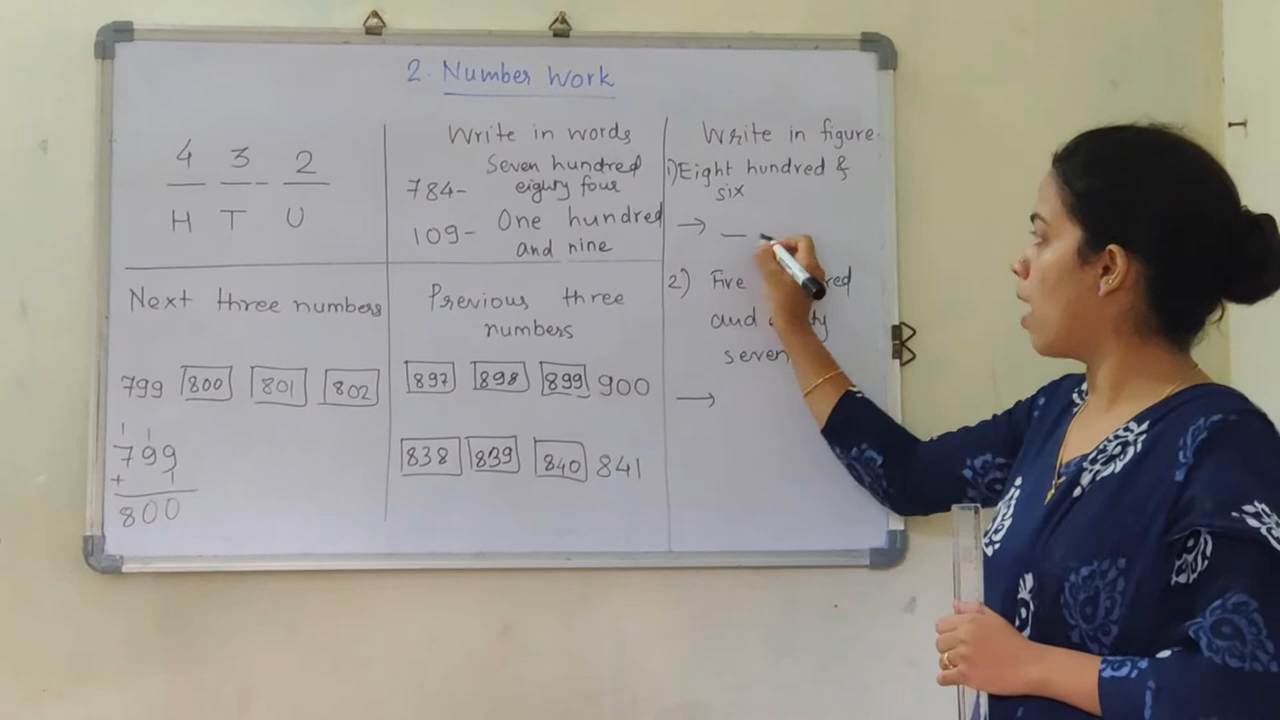 2. Number Work
4 3 2
H T U
Write in words
784- Seven hundred
eighty four
109- One hundred
and nine
Write in figure.
1) Eight hundred &
six
→ _
2) Five
and
seven
→
Next three numbers
799 800 801 802
1 1
799
+ 1
800
Previous three
numbers
897 898 899 900
838 839 840 841